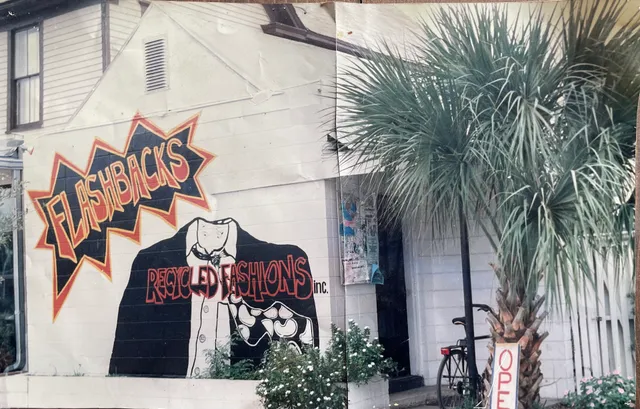 FLASHBACKS
RECYCLED FASHIONS inc.
OPE